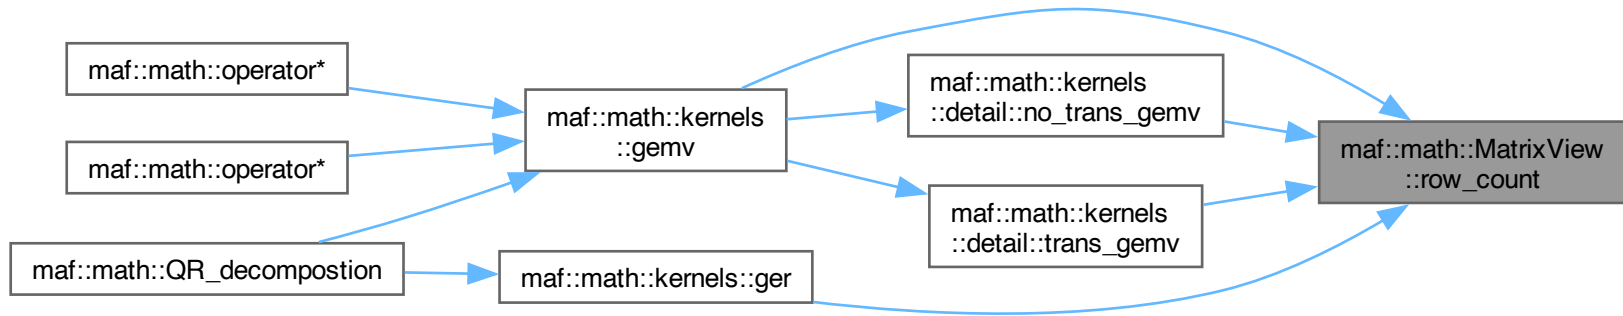 maf::math::operator*
maf::math::operator*
maf::math::QR_decompostion
maf::math::kernels
::gemv
maf::math::kernels::ger
maf::math::kernels
::detail::no_trans_gemv
maf::math::kernels
::detail::trans_gemv
maf::math::MatrixView
::row_count